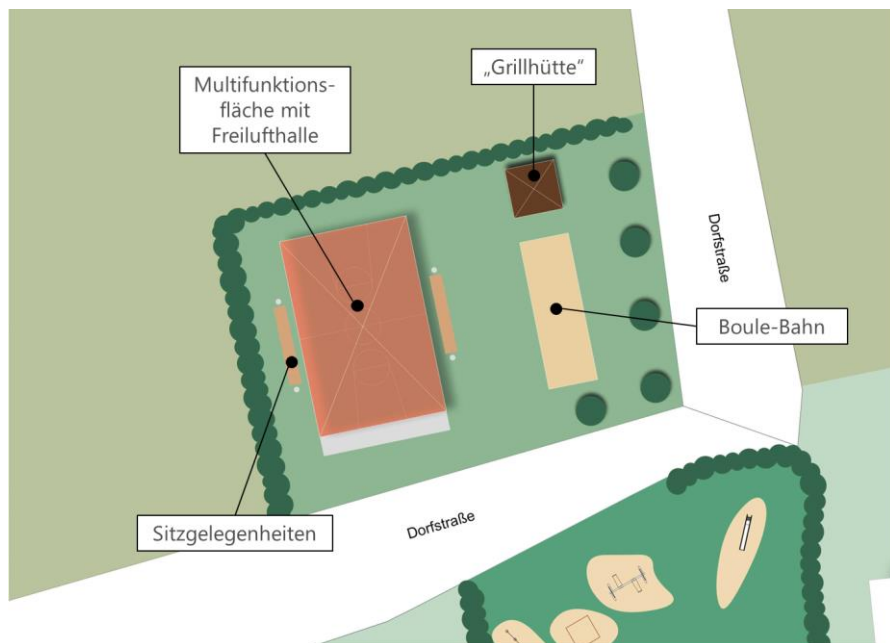 Multifunktions-
fläche mit
Freilufthalle
„Grillhütte“
Dorfstraße
Boule-Bahn
Sitzgelegenheiten
Dorfstraße